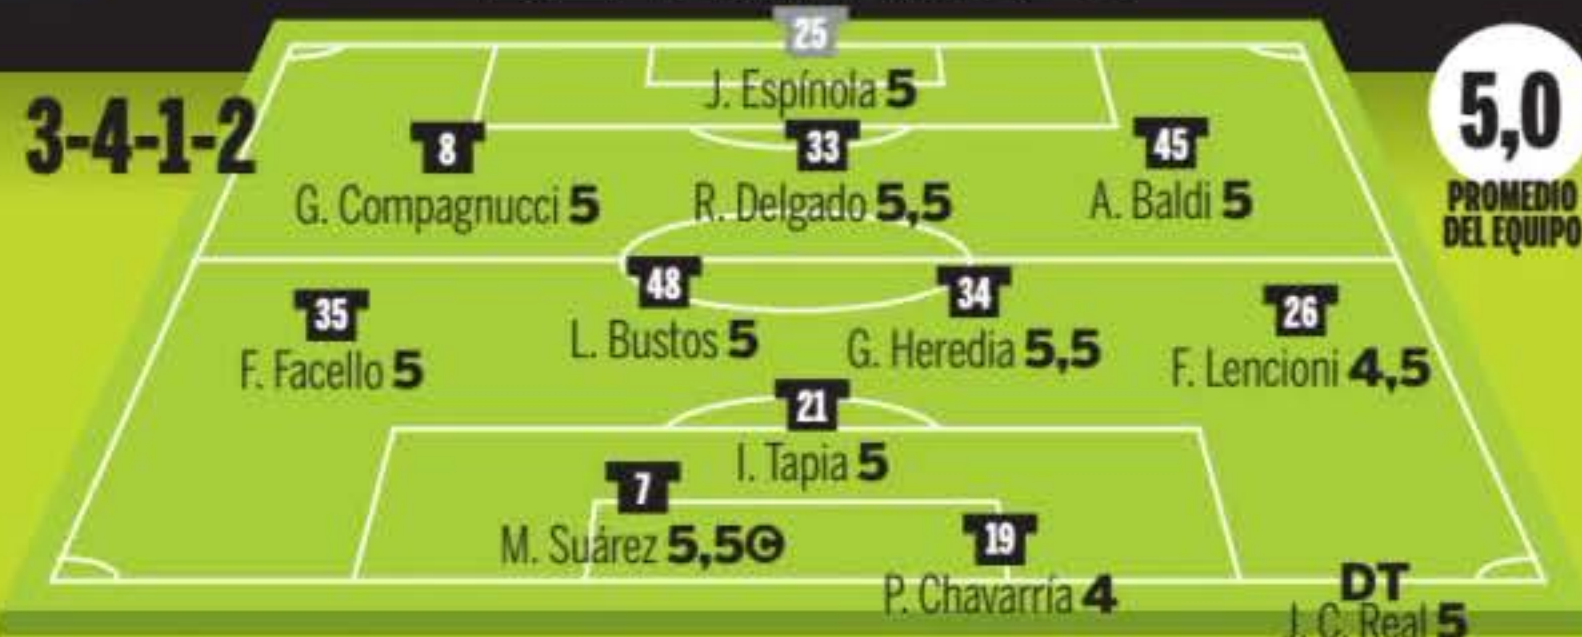 25
J. Espínola 5
3-4-1-2
5,0
PROMEDIO
DEL EQUIPO
8
G. Compagnucci 5
33
R. Delgado 5,5
45
A. Baldi 5
35
F. Facello 5
48
L. Bustos 5
34
G. Heredia 5,5
26
F. Lencioni 4,5
21
I. Tapia 5
7
M. Suárez 5,5 C
19
P. Chavarría 4
DT
J. C. Real 5